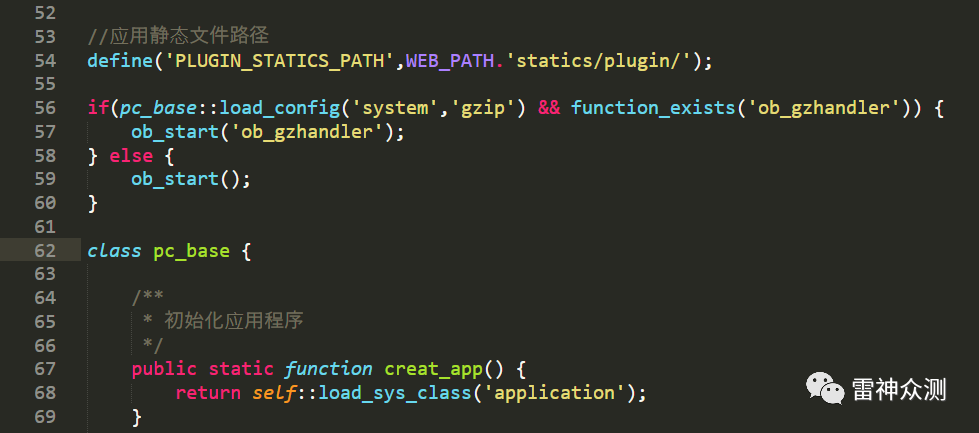 52
53 //应用静态文件路径
54 define('PLUGIN_STATICS_PATH',WEB_PATH.'statics/plugin/');
55
56 if(pc_base::load_config('system','gzip') && function_exists('ob_gzhandler')) {
57     ob_start('ob_gzhandler');
58 } else {
59     ob_start();
60 }
61
62 class pc_base {
63
64     /**
65      * 初始化应用程序
66      */
67     public static function creat_app() {
68         return self::load_sys_class('application');
69     }
雷神众测